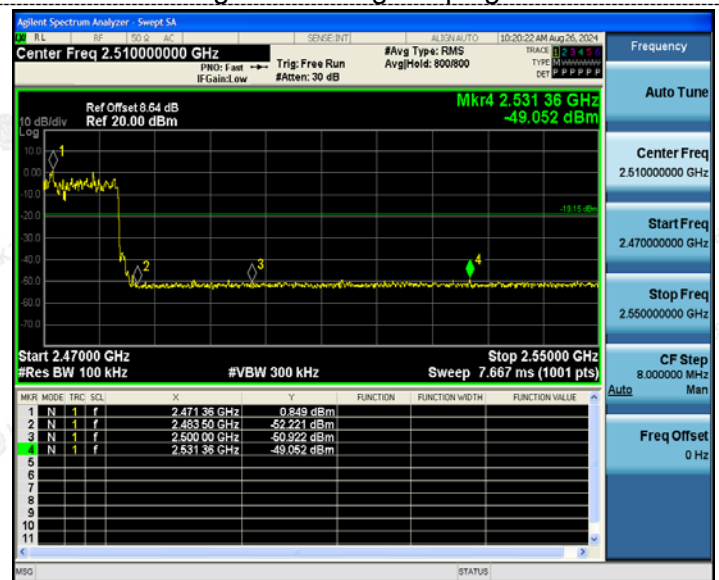 Agilent Spectrum Analyzer - Swept SA
RL RF 50 Ω AC SENSE:INT ALIGNAUTO 10:20:22 AM Aug 26, 2024
Center Freq 2.510000000 GHz
PNO: Fast
IFGain:Low
Trig: Free Run
#Atten: 30 dB
#Avg Type: RMS
Avg|Hold: 800/800
TRACE 1 2 3 4 5 6
TYPE M
DET P P P P P P
Ref Offset 8.64 dB
Ref 20.00 dBm
10 dB/div
Log
Mkr4 2.531 36 GHz
-49.052 dBm
10.0
0.00
-10.0
-20.0
-30.0
-40.0
-50.0
-60.0
-70.0
1
2
3
4
-19.15 dBm
Start 2.47000 GHz Stop 2.55000 GHz
#Res BW 100 kHz #VBW 300 kHz Sweep 7.667 ms (1001 pts)
MKR MODE TRC SCL X Y FUNCTION FUNCTION WIDTH FUNCTION VALUE
1 N 1 f 2.471 36 GHz 0.849 dBm
2 N 1 f 2.483 50 GHz -52.221 dBm
3 N 1 f 2.500 00 GHz -50.922 dBm
4 N 1 f 2.531 36 GHz -49.052 dBm
5
6
7
8
9
10
11
MSG STATUS
Frequency
Auto Tune
Center Freq
2.510000000 GHz
Start Freq
2.470000000 GHz
Stop Freq
2.550000000 GHz
CF Step
8.000000 MHz
Auto Man
Freq Offset
0 Hz